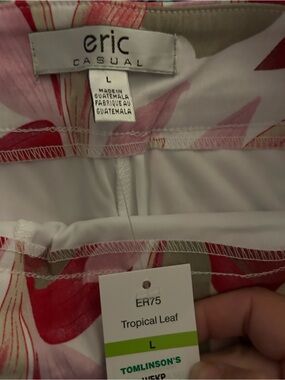 eric
CASUAL
L
MADE IN
GUATEMALA
FABRIQUE AU
GUATEMALA
ER75
Tropical Leaf
L
TOMLINSON'S